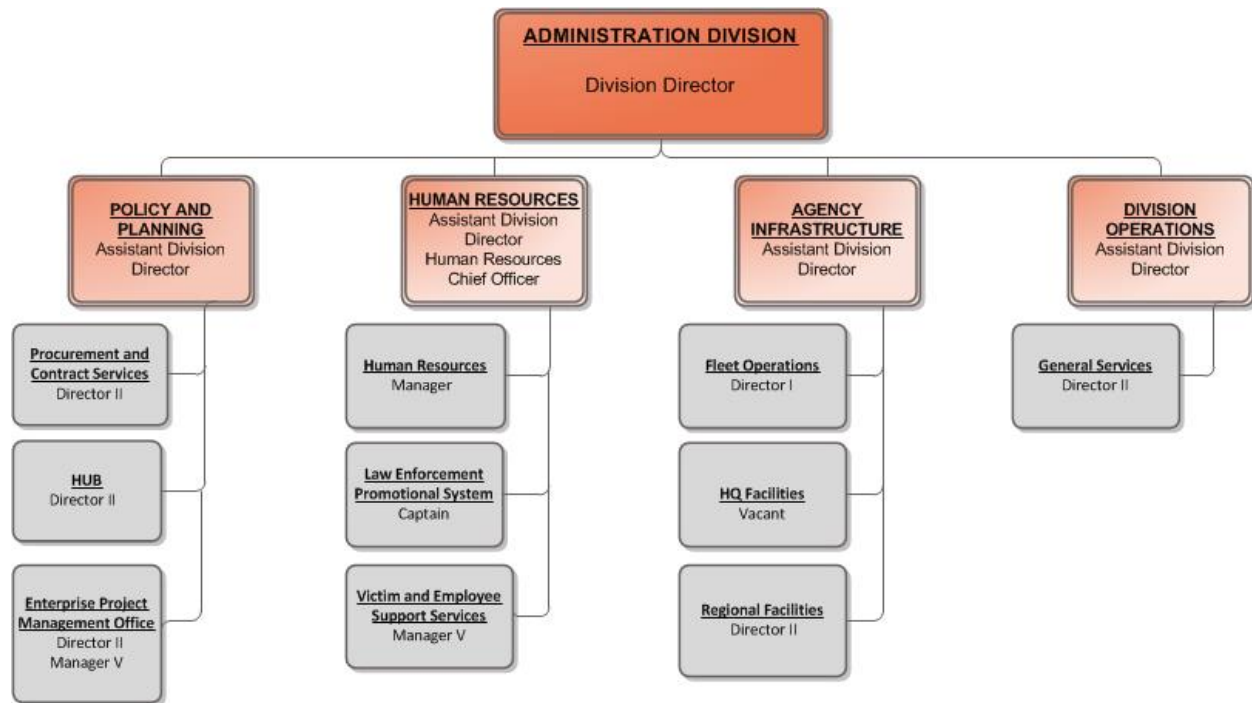 ADMINISTRATION DIVISION
Division Director
POLICY AND
PLANNING
Assistant Division
Director
HUMAN RESOURCES
Assistant Division
Director
Human Resources
Chief Officer
AGENCY
INFRASTRUCTURE
Assistant Division
Director
DIVISION
OPERATIONS
Assistant Division
Director
Procurement and
Contract Services
Director II
HUB
Director II
Enterprise Project
Management Office
Director II
Manager V
Human Resources
Manager
Law Enforcement
Promotional System
Captain
Victim and Employee
Support Services
Manager V
Fleet Operations
Director I
HQ Facilities
Vacant
Regional Facilities
Director II
General Services
Director II